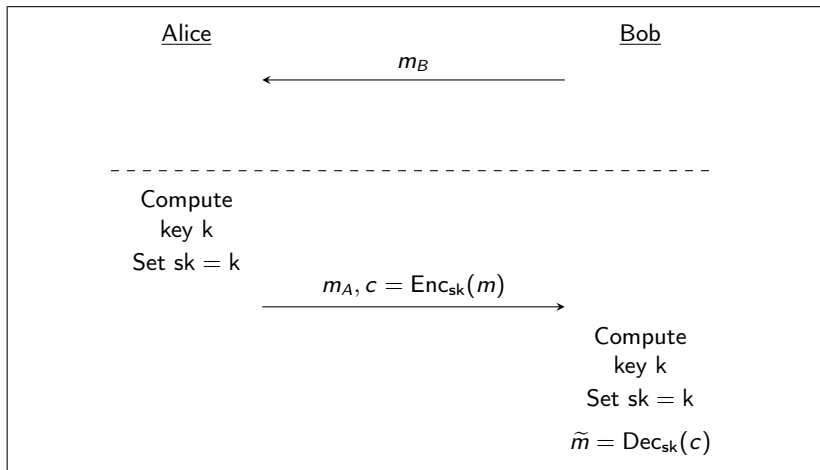 Alice
Bob
m_B
Compute
key k
Set sk = k
m_A, c = Enc_sk(m)
Compute
key k
Set sk = k
m̃ = Dec_sk(c)